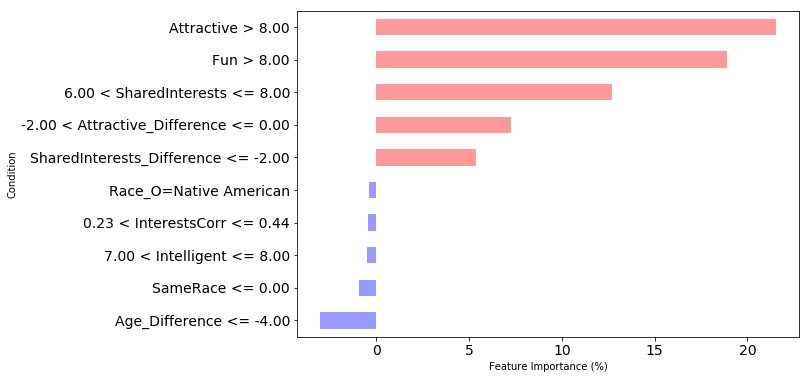 Attractive > 8.00
Fun > 8.00
6.00 < SharedInterests <= 8.00
-2.00 < Attractive_Difference <= 0.00
SharedInterests_Difference <= -2.00
Race_O=Native American
0.23 < InterestsCorr <= 0.44
7.00 < Intelligent <= 8.00
SameRace <= 0.00
Age_Difference <= -4.00
Condition
0 5 10 15 20
Feature Importance (%)